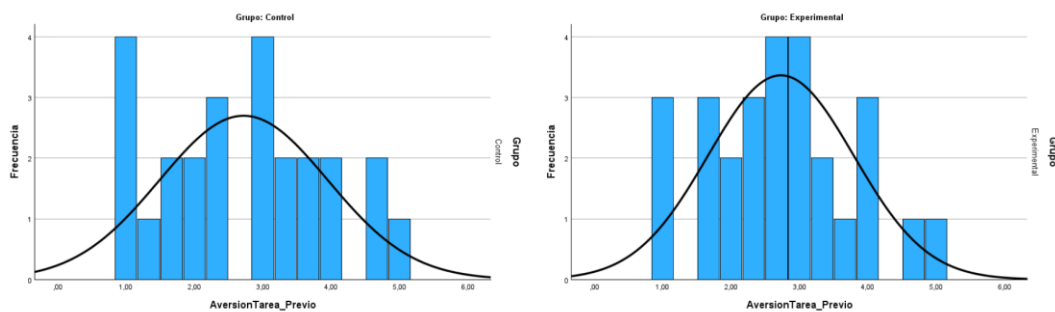 Grupo: Control
4
3
2
1
0
Frecuencia
,00
1,00
2,00
3,00
4,00
5,00
6,00
AversionTarea_Previo
Control
Grupo
Grupo: Experimental
4
3
2
1
0
Frecuencia
,00
1,00
2,00
3,00
4,00
5,00
6,00
AversionTarea_Previo
Experimental
Grupo